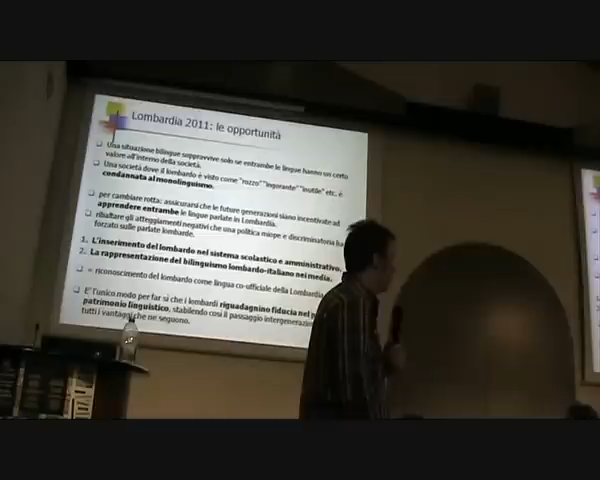 Lombardia 2011: le opportunità
Una situazione bilingue sopravvive solo se entrambe le lingue hanno un certo
valore all'interno della società.
Una società dove il lombardo è visto come "rozzo" "ingorante" "inutile" etc. è
condannata al monolinguismo.
per cambiare rotta: assicurarsi che le future generazioni siano incentivate ad
apprendere entrambe le lingue parlate in Lombardia.
ributtare gli atteggiamenti negativi che una politica miope e discriminatoria ha
forzato sulle parlate lombarde.
1. L'inserimento del lombardo nel sistema scolastico e amministrativo.
2. La rappresentazione del bilinguismo lombardo-italiano nei media.
= riconoscimento del lombardo come lingua co-ufficiale della Lombardia
E' l'unico modo per far sì che i lombardi riguadagnino fiducia nel
patrimonio linguistico, stabilendo così il passaggio
tutti i vantaggi che ne seguono.